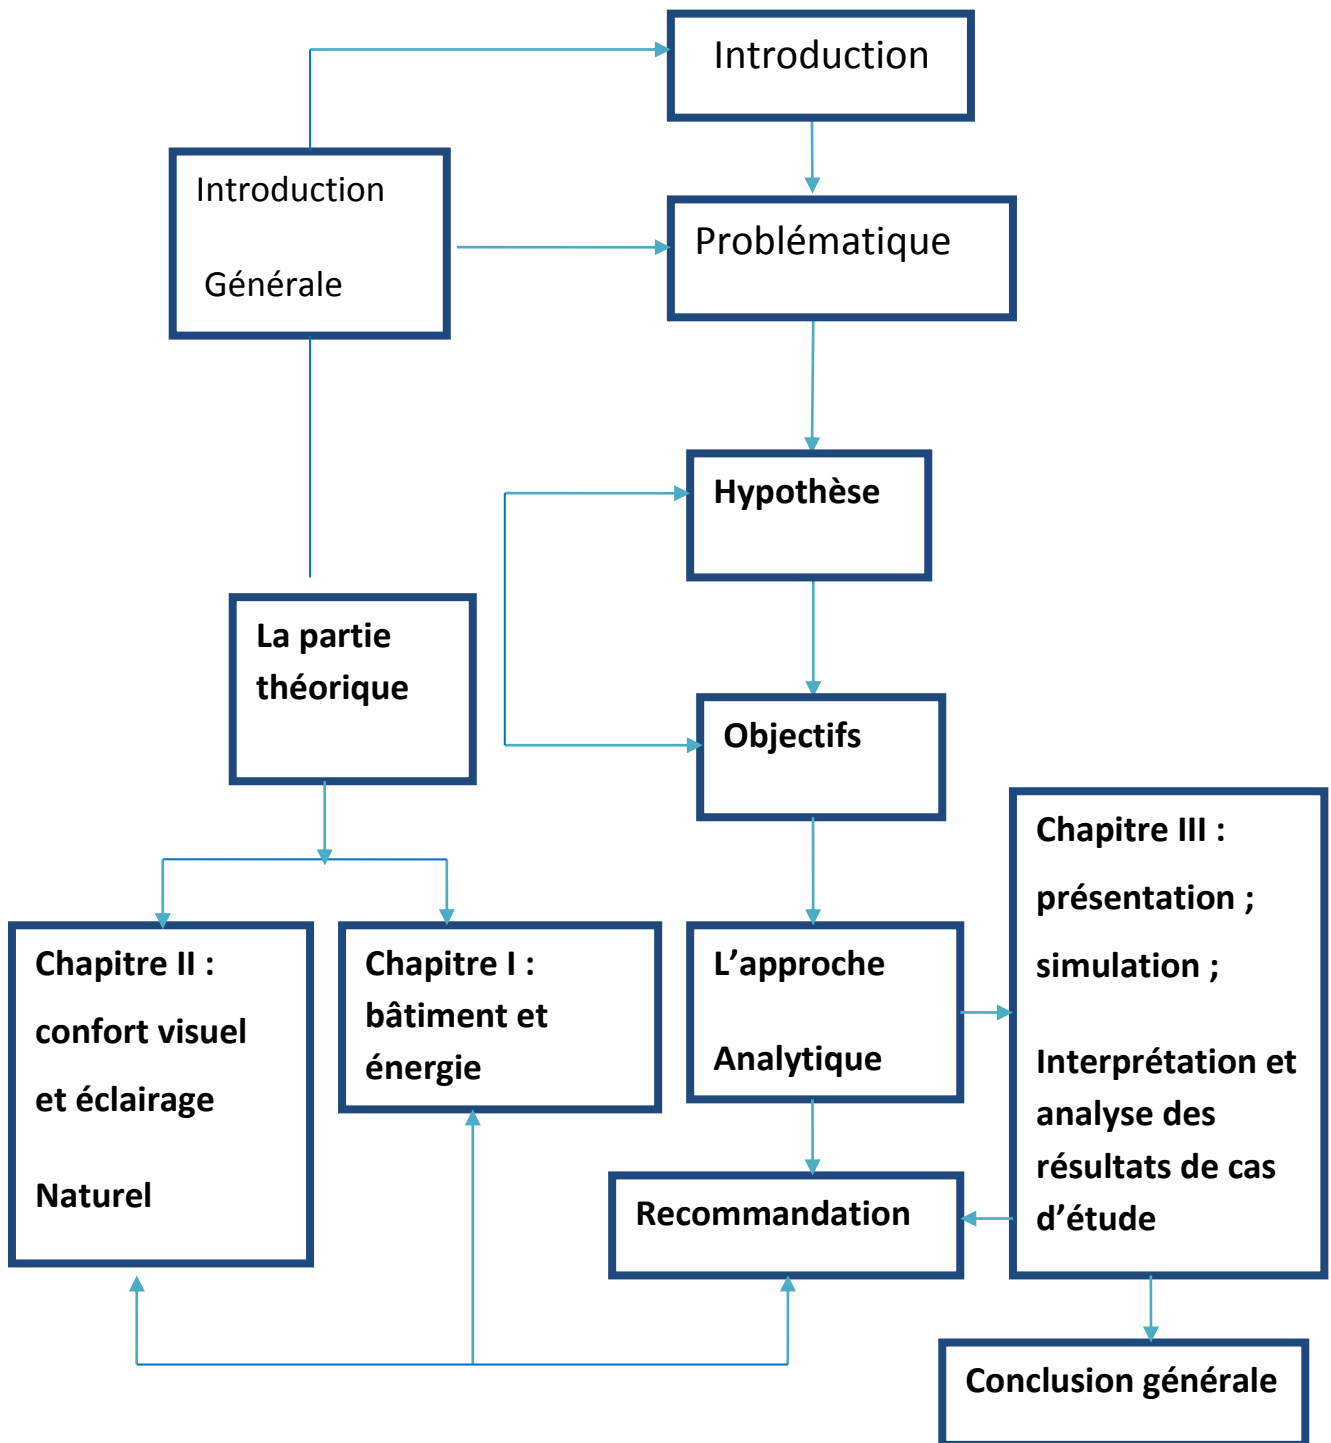 Introduction
Introduction
Générale
Problématique
Hypothèse
La partie
théorique
Objectifs
Chapitre II :
confort visuel
et éclairage
Naturel
Chapitre I :
bâtiment et
énergie
L’approche
Analytique
Chapitre III :
présentation ;
simulation ;
Interprétation et
analyse des
résultats de cas
d’étude
Recommandation
Conclusion générale